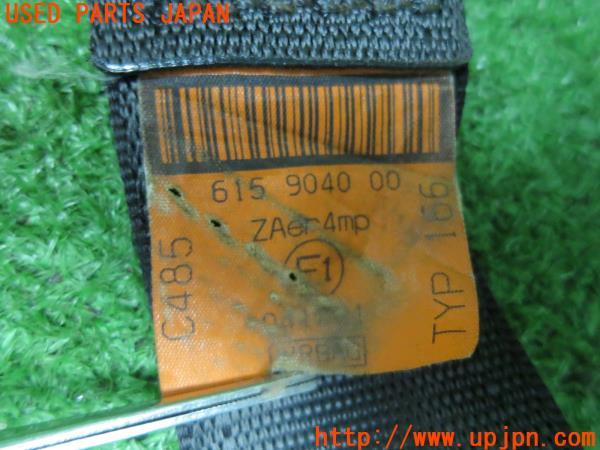 USED PARTS JAPAN
615 9040 00
ZAer4mp
E1
C485
TYP 166
http://www.upjpn.com